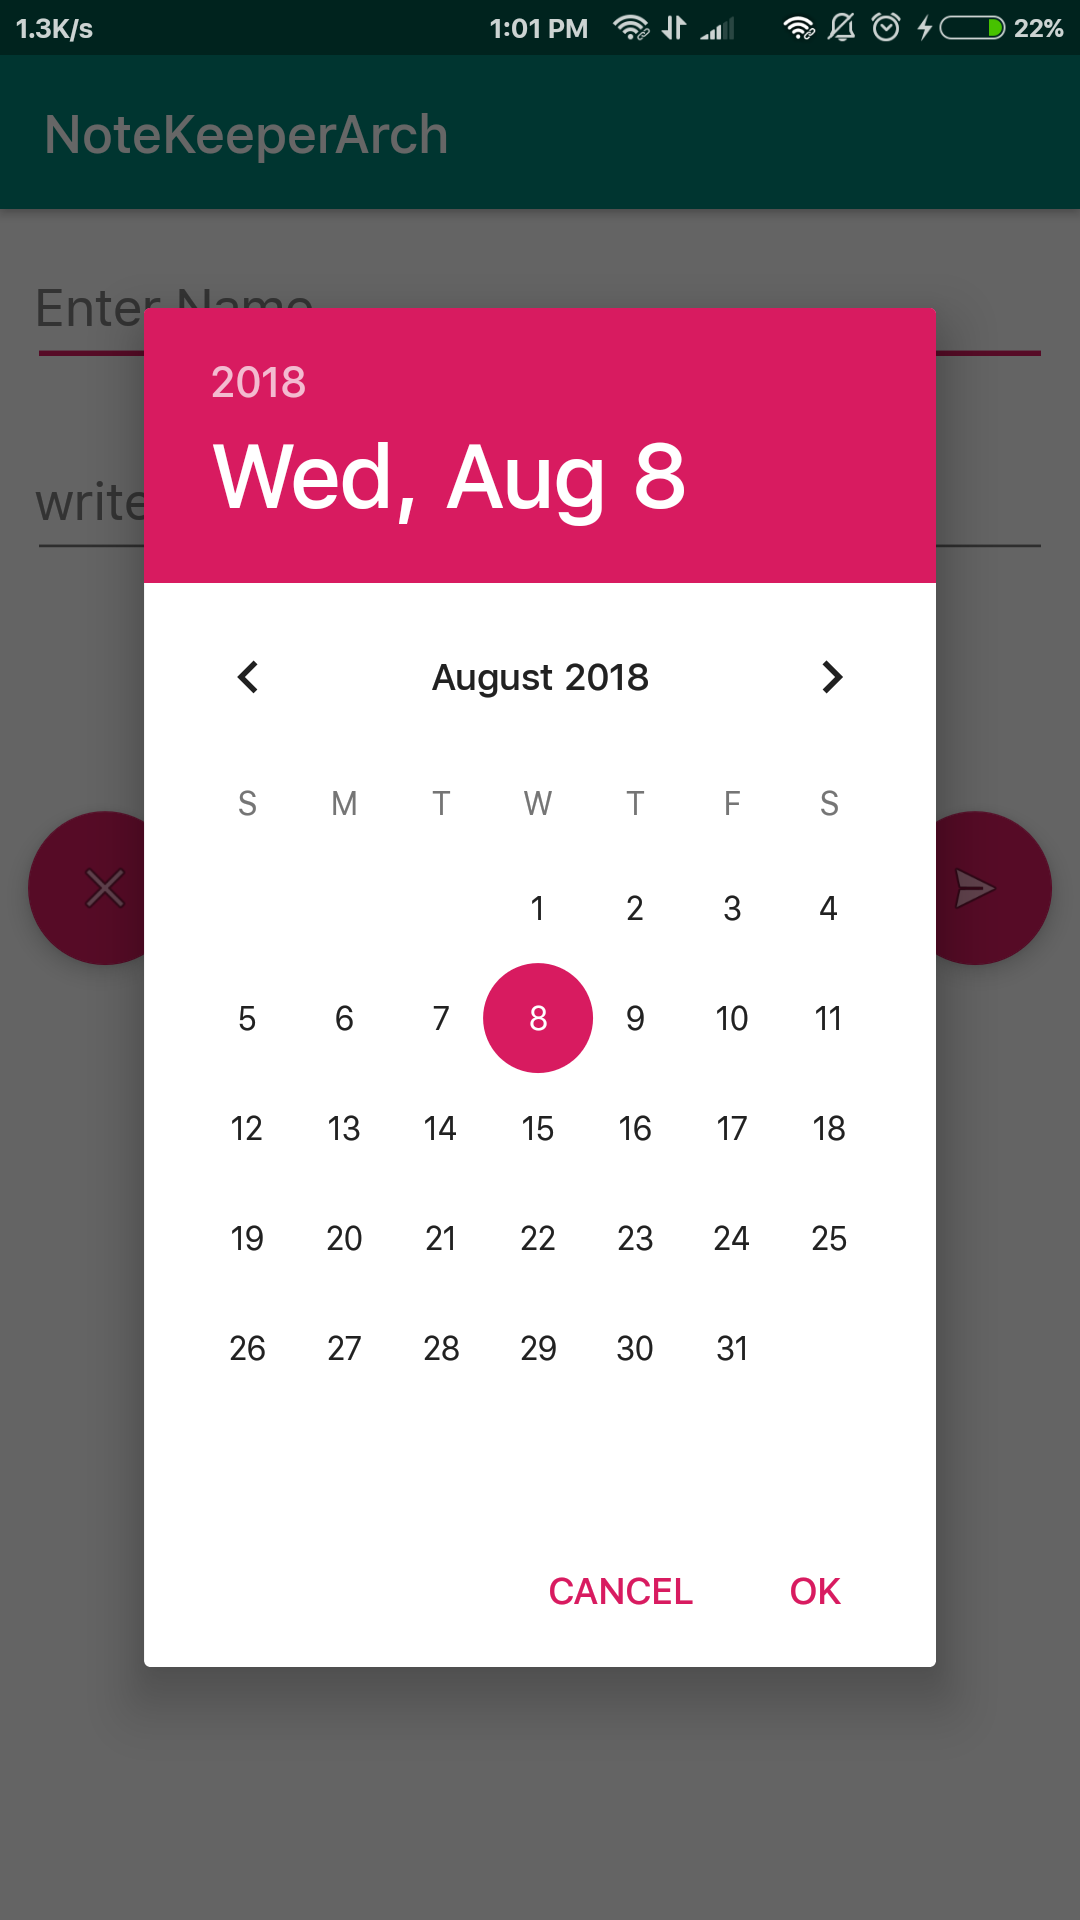 1.3K/s 1:01 PM 22%
NoteKeeperArch
Enter Name
write
2018
Wed, Aug 8
August 2018
S M T W T F S
1 2 3 4
5 6 7 8 9 10 11
12 13 14 15 16 17 18
19 20 21 22 23 24 25
26 27 28 29 30 31
CANCEL OK